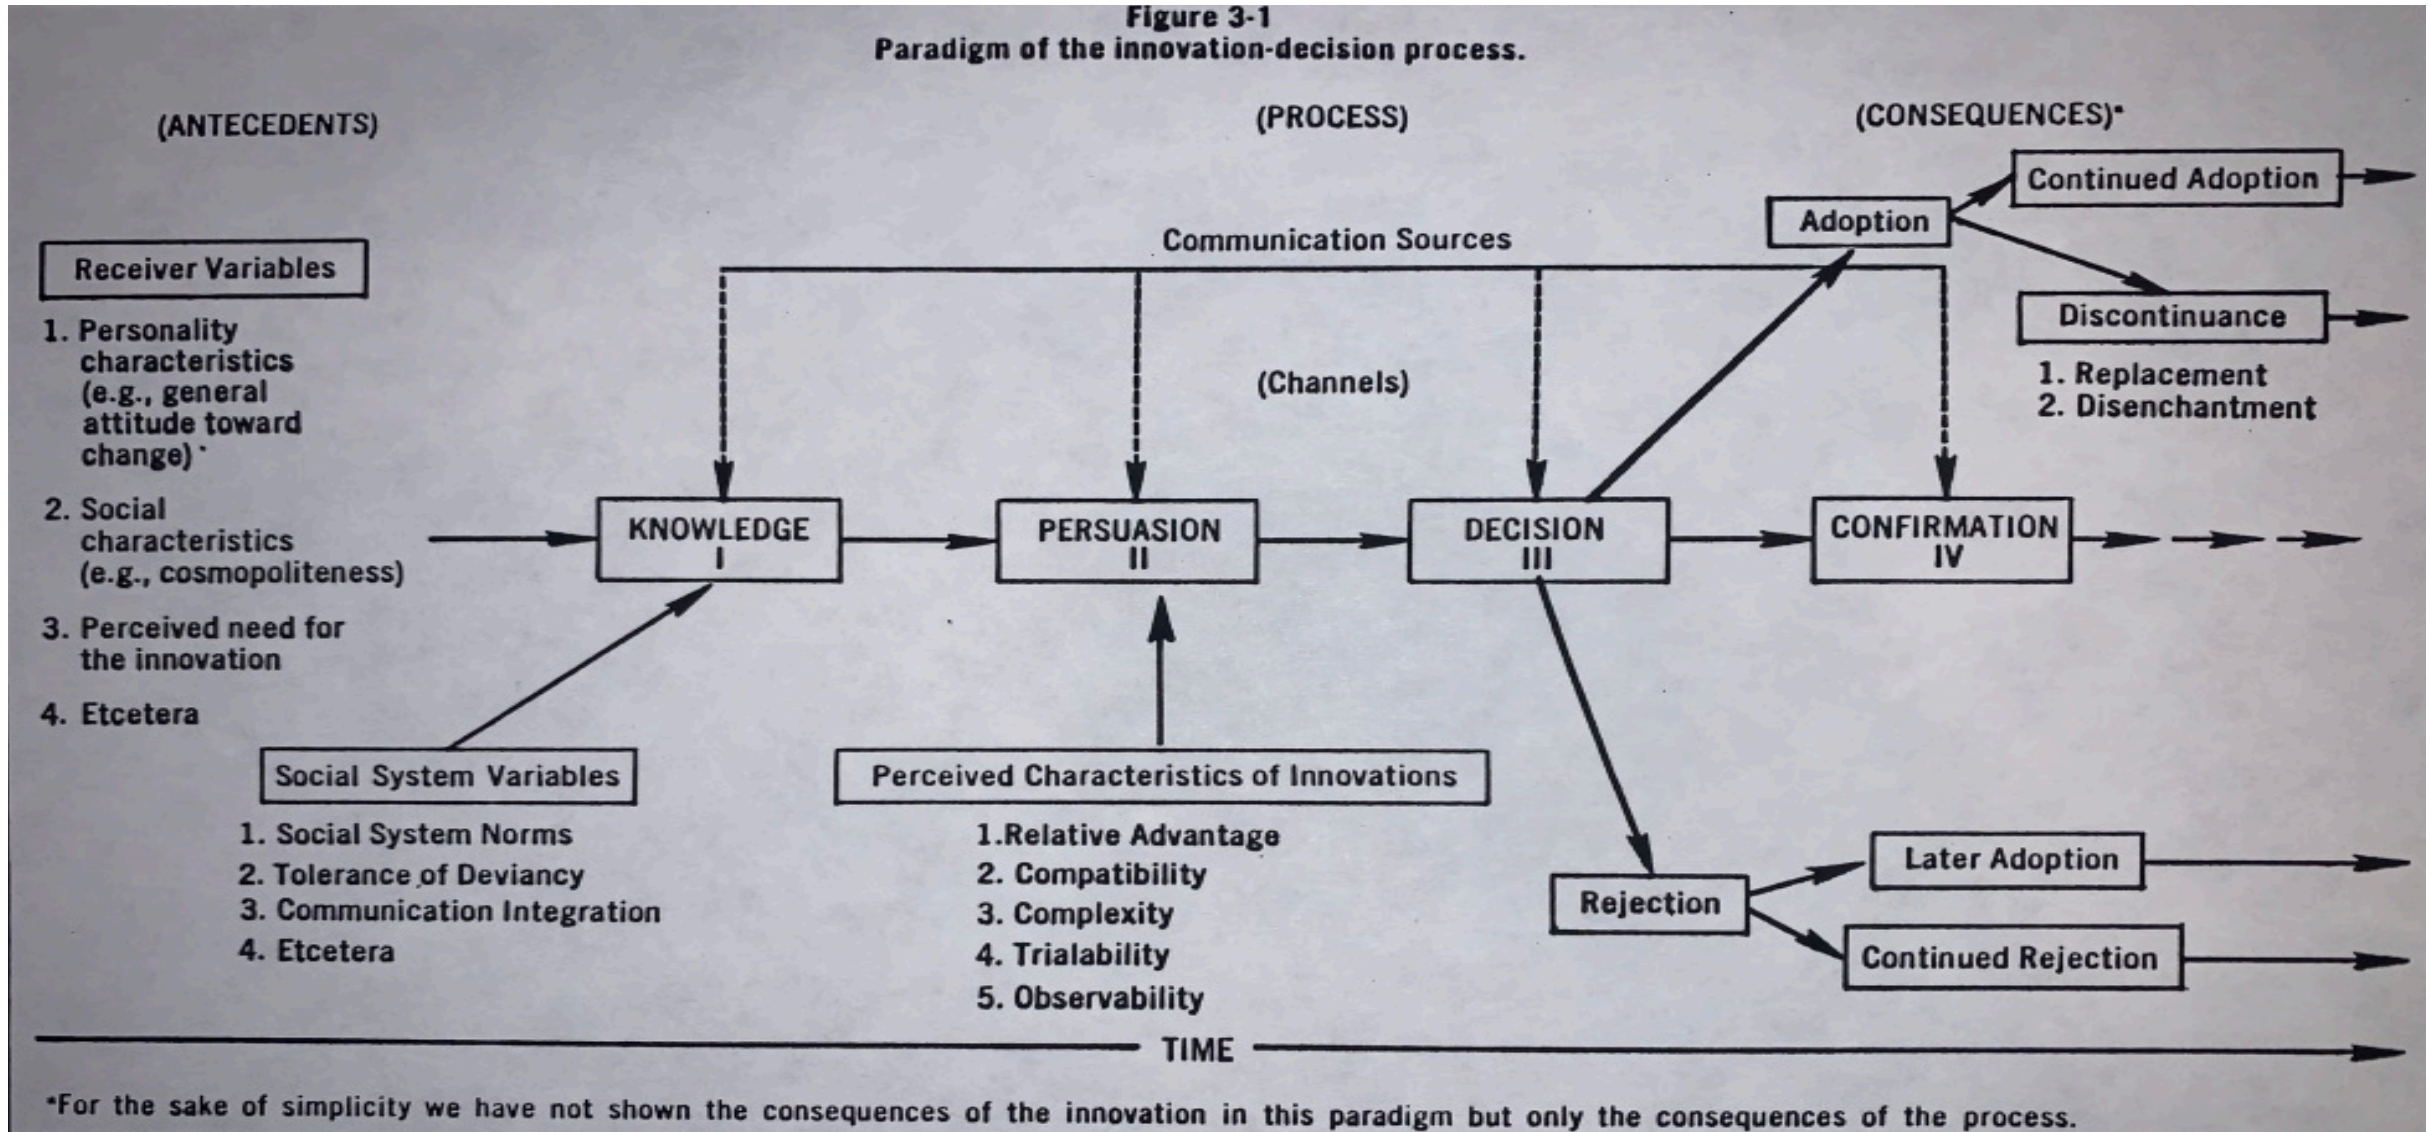 Figure 3-1
Paradigm of the innovation-decision process.
(ANTECEDENTS)
(PROCESS)
(CONSEQUENCES)*
Receiver Variables
1. Personality
characteristics
(e.g., general
attitude toward
change)
2. Social
characteristics
(e.g., cosmopoliteness)
3. Perceived need for
the innovation
4. Etcetera
Social System Variables
1. Social System Norms
2. Tolerance of Deviancy
3. Communication Integration
4. Etcetera
Communication Sources
(Channels)
KNOWLEDGE
I
PERSUASION
II
DECISION
III
CONFIRMATION
IV
Perceived Characteristics of Innovations
1.Relative Advantage
2. Compatibility
3. Complexity
4. Trialability
5. Observability
Adoption
Continued Adoption
Discontinuance
1. Replacement
2. Disenchantment
Rejection
Later Adoption
Continued Rejection
TIME
*For the sake of simplicity we have not shown the consequences of the innovation in this paradigm but only the consequences of the process.